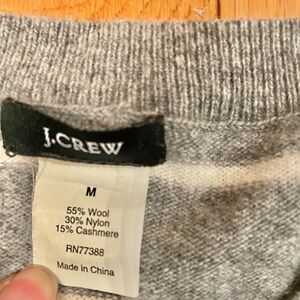 J.CREW
M
55% Wool
30% Nylon
15% Cashmere
RN77388
Made in China